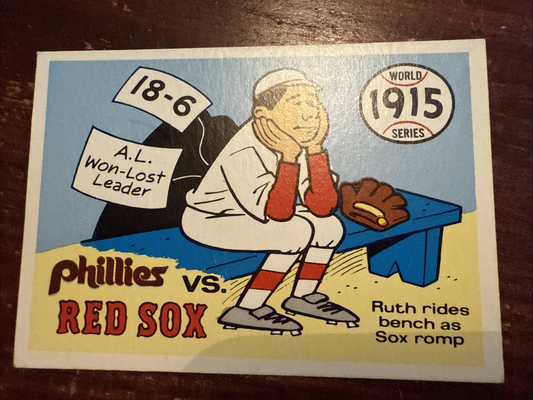 18-6
A.L.
Won-Lost
Leader
WORLD
1915
SERIES
Phillies VS.
RED SOX
Ruth rides
bench as
Sox romp